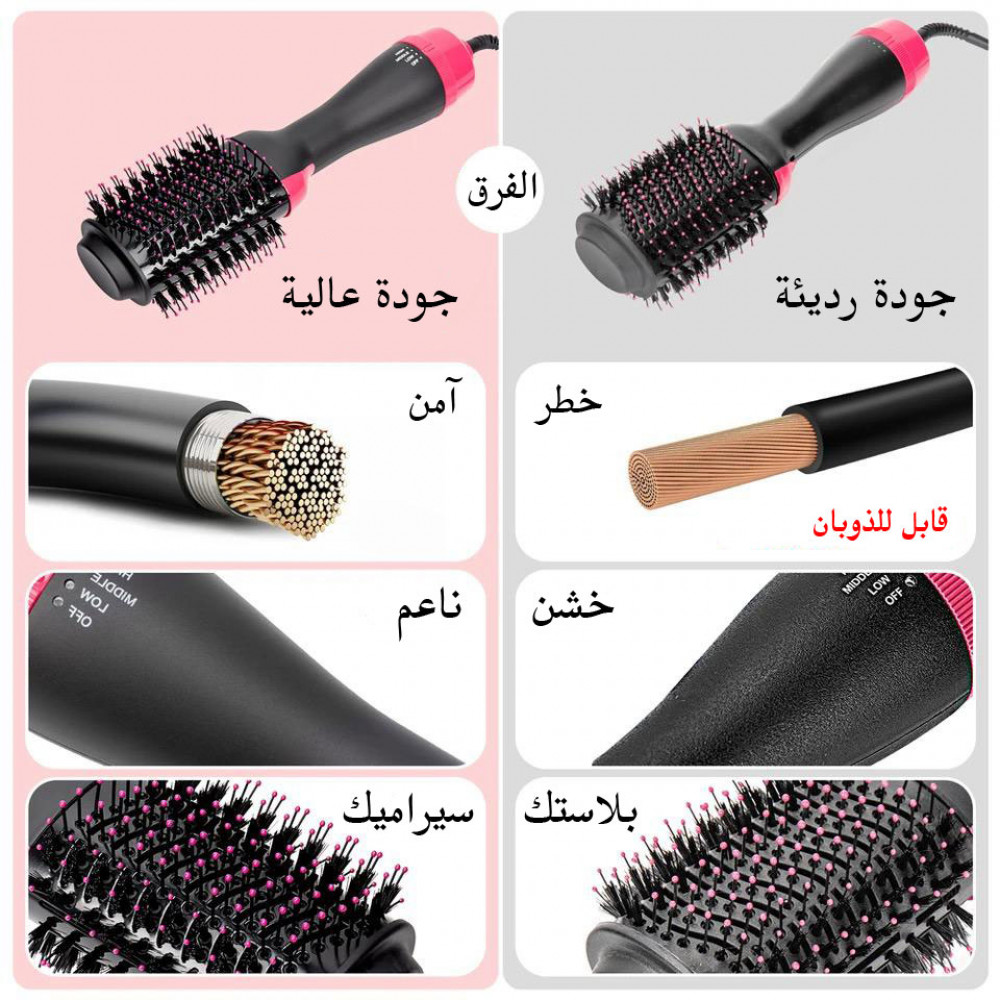 الفرق
جودة رديئة
جودة عالية
خطر
قابل للذوبان
آمن
خشن
MIDDLE
LOW
OFF
ناعم
MIDDLE
LOW
OFF
بلاستك
سيراميك